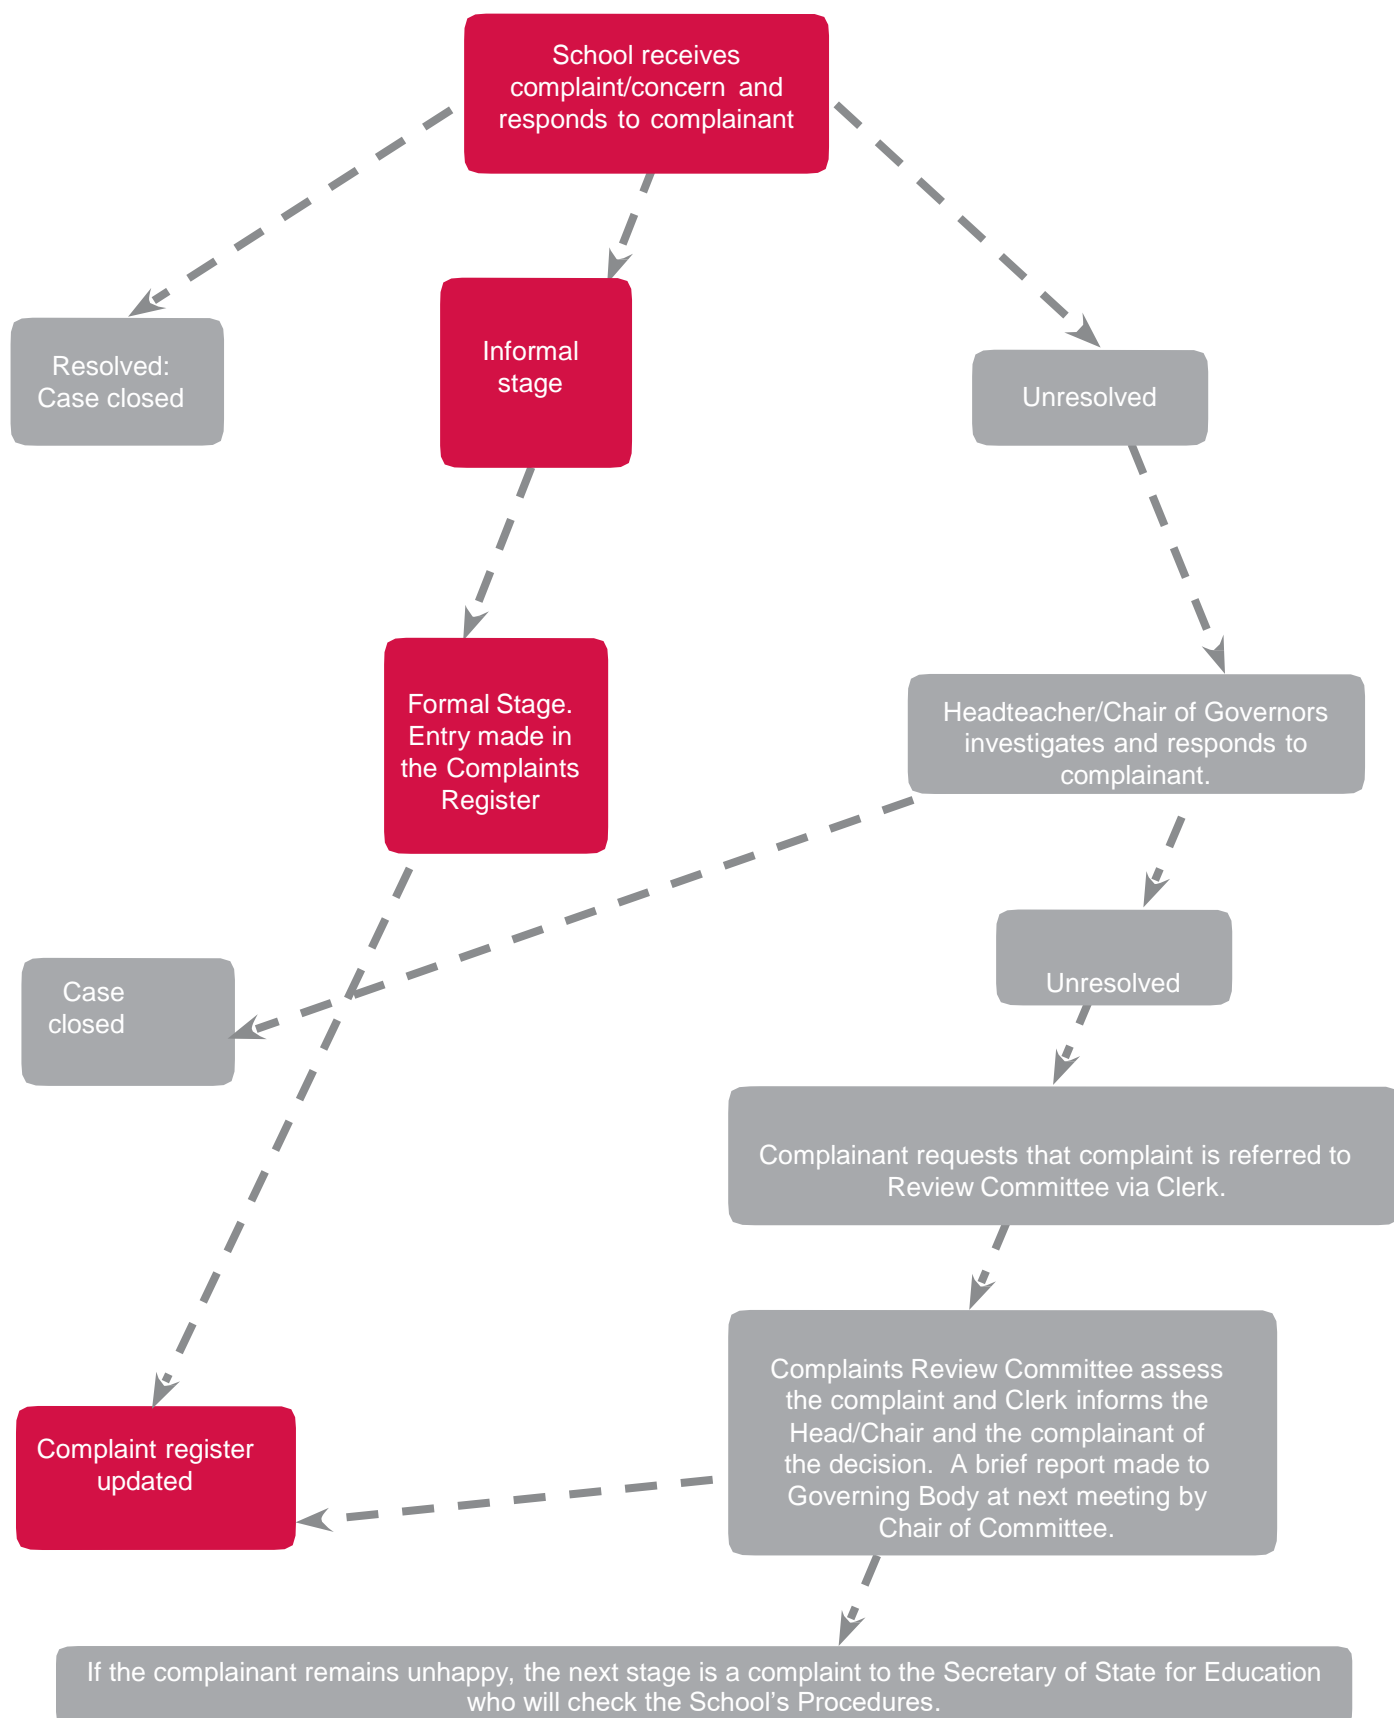 School receives
complaint/concern and
responds to complainant
Resolved:
Case closed
Informal
stage
Unresolved
Formal Stage.
Entry made in
the Complaints
Register
Headteacher/Chair of Governors
investigates and responds to
complainant.
Case
closed
Unresolved
Complainant requests that complaint is referred to
Review Committee via Clerk.
Complaints Review Committee assess
the complaint and Clerk informs the
Head/Chair and the complainant of
the decision. A brief report made to
Governing Body at next meeting by
Chair of Committee.
Complaint register
updated
If the complainant remains unhappy, the next stage is a complaint to the Secretary of State for Education
who will check the School’s Procedures.